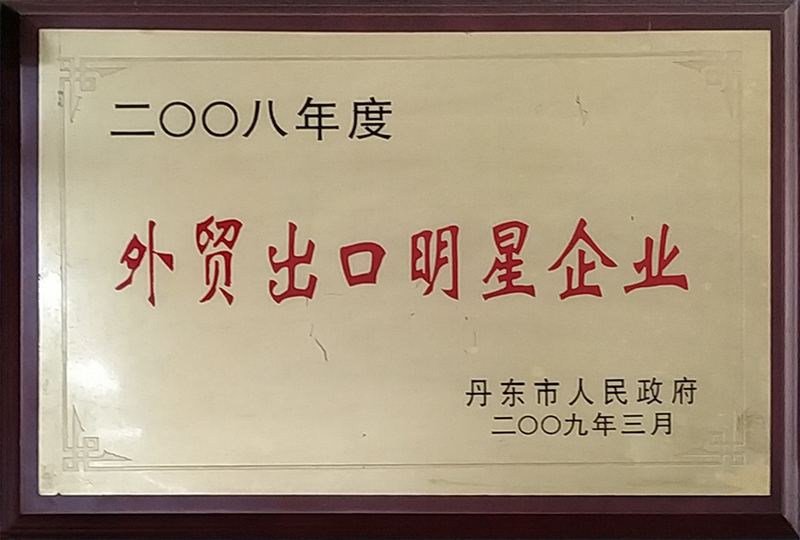 二〇〇八年度
外贸出口明星企业
丹东市人民政府
二〇〇九年三月